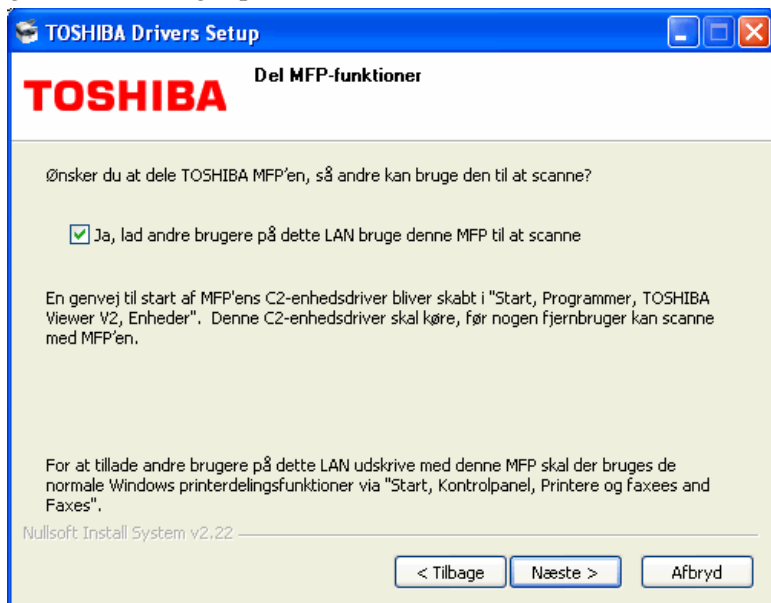 TOSHIBA Drivers Setup
Del MFP-funktioner
TOSHIBA
Ønsker du at dele TOSHIBA MFP'en, så andre kan bruge den til at scanne?
Ja, lad andre brugere på dette LAN bruge denne MFP til at scanne
En genvej til start af MFP'ens C2-enhedsdriver bliver skabt i "Start, Programmer, TOSHIBA
Viewer V2, Enheder". Denne C2-enhedsdriver skal køre, før nogen fjernbruger kan scanne
med MFP'en.
For at tillade andre brugere på dette LAN udskrive med denne MFP skal der bruges de
normale Windows printerdelingsfunktioner via "Start, Kontrolpanel, Printere og faxees and
Faxes".
Nullsoft Install System v2.22
< Tilbage Næste > Afbryd